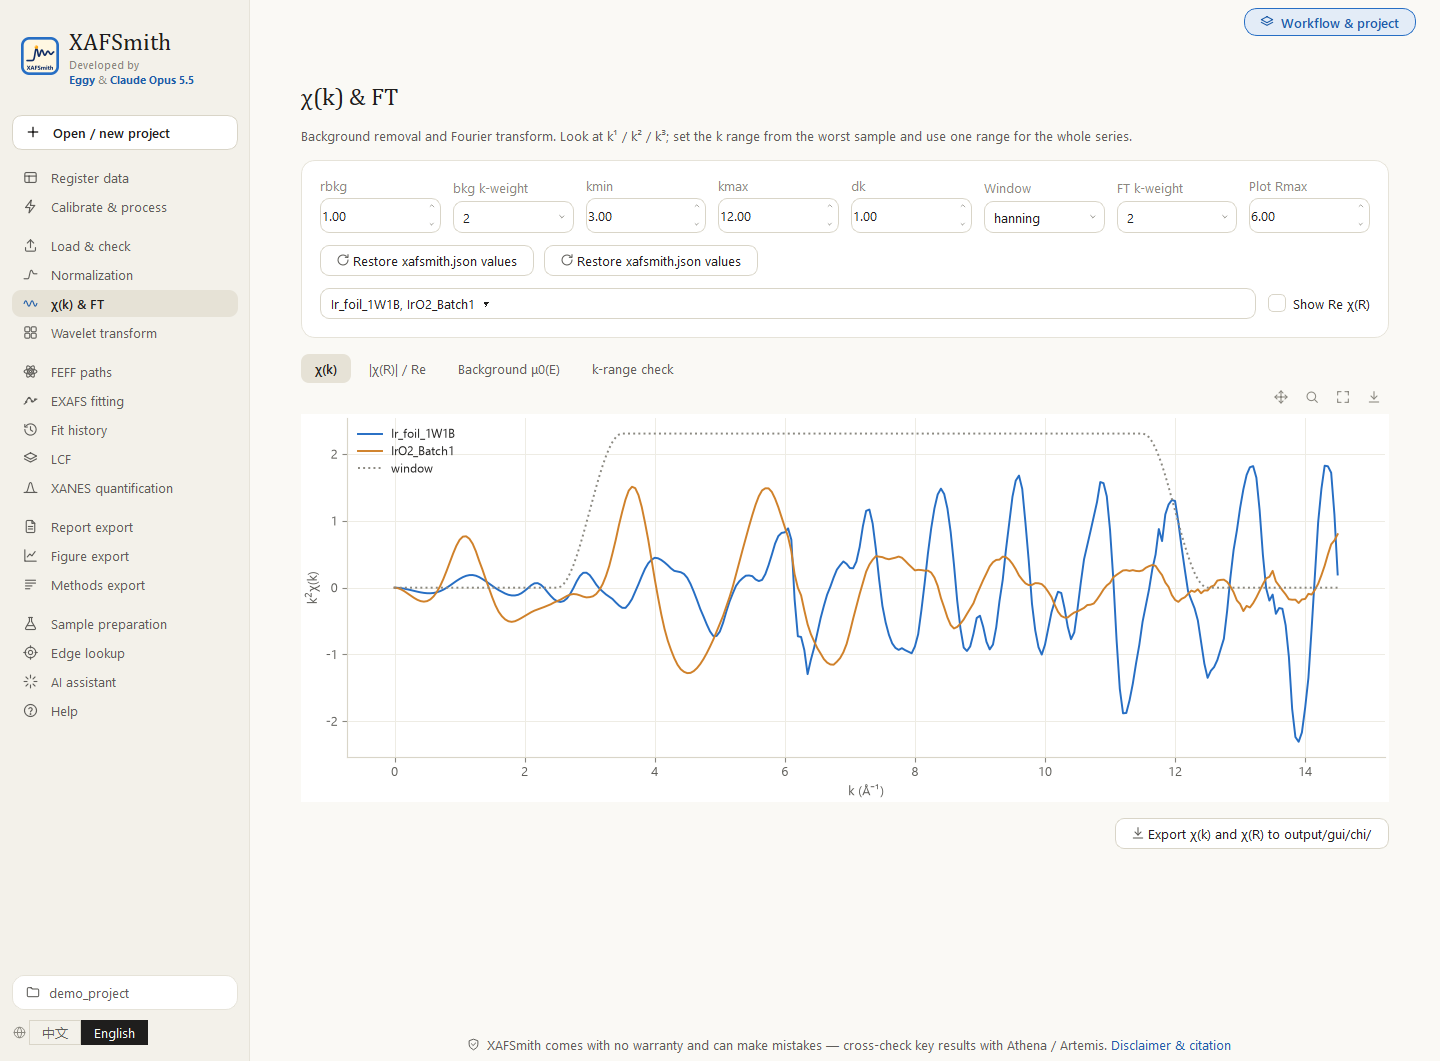 Workflow & project
XAFSmith
XAFSmith
Developed by
Eggy & Claude Opus 5.5
Open / new project
Register data
Calibrate & process
Load & check
Normalization
χ(k) & FT
Wavelet transform
FEFF paths
EXAFS fitting
Fit history
LCF
XANES quantification
Report export
Figure export
Methods export
Sample preparation
Edge lookup
AI assistant
Help
demo_project
中文 English
χ(k) & FT
Background removal and Fourier transform. Look at k¹ / k² / k³; set the k range from the worst sample and use one range for the whole series.
rbkg bkg k-weight kmin kmax dk Window FT k-weight Plot Rmax
1.00 2 3.00 12.00 1.00 hanning 2 6.00
Restore xafsmith.json values Restore xafsmith.json values
Ir_foil_1W1B, IrO2_Batch1 Show Re χ(R)
χ(k) |χ(R)| / Re Background μ0(E) k-range check
Ir_foil_1W1B
IrO2_Batch1
window
2
1
0
-1
-2
k²χ(k)
0 2 4 6 8 10 12 14
k (Å⁻¹)
Export χ(k) and χ(R) to output/gui/chi/
XAFSmith comes with no warranty and can make mistakes — cross-check key results with Athena / Artemis. Disclaimer & citation